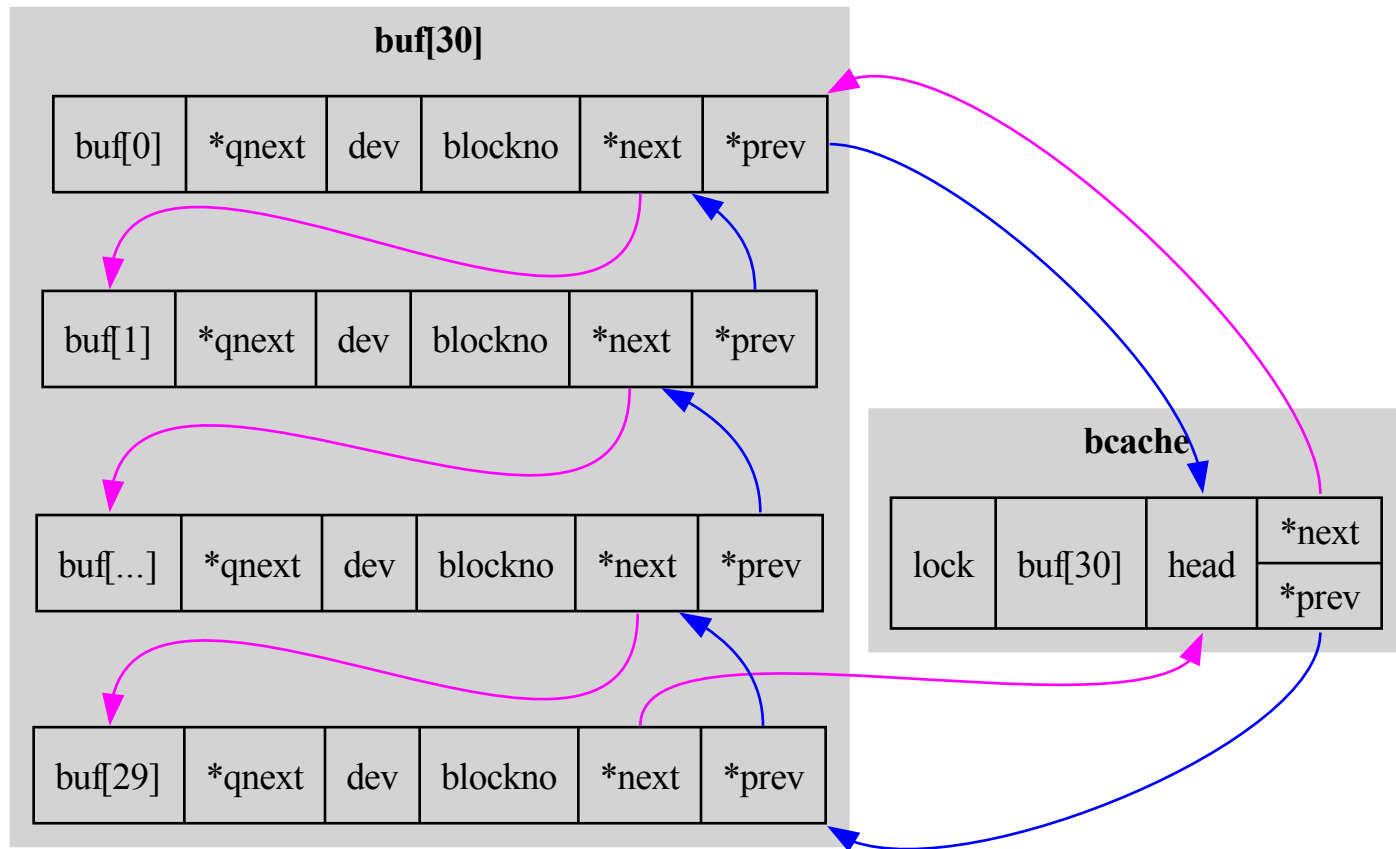 buf[30]
buf[0] *qnext dev blockno *next *prev
buf[1] *qnext dev blockno *next *prev
bcache
buf[...] *qnext dev blockno *next *prev
lock buf[30] head *next
*prev
buf[29] *qnext dev blockno *next *prev